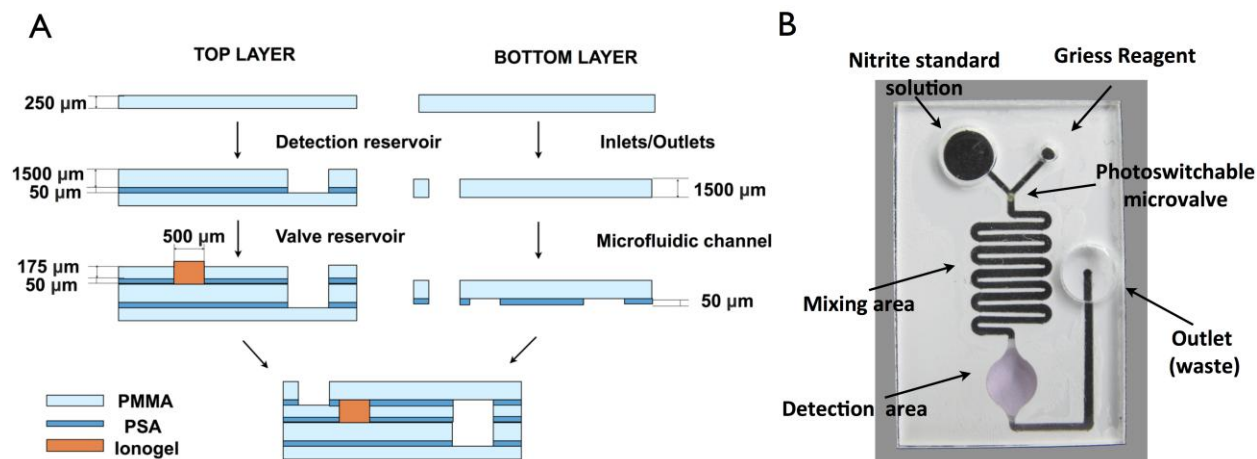 A
TOP LAYER
BOTTOM LAYER
250 µm
Detection reservoir
Inlets/Outlets
1500 µm
50 µm
1500 µm
500 µm
Valve reservoir
Microfluidic channel
175 µm
50 µm
50 µm
PMMA
PSA
Ionogel
B
Nitrite standard
solution
Griess Reagent
Photoswitchable
microvalve
Mixing area
Outlet
(waste)
Detection area